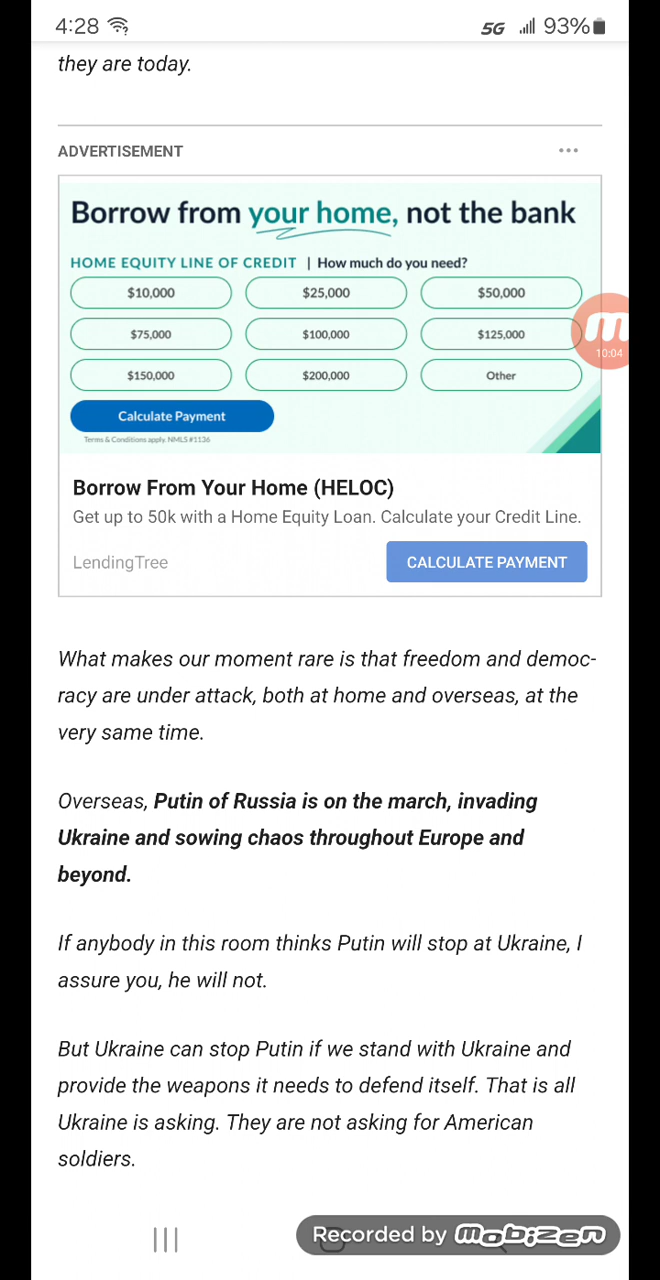 4:28
5G 93%
they are today.
ADVERTISEMENT
Borrow from your home, not the bank
HOME EQUITY LINE OF CREDIT | How much do you need?
$10,000 $25,000 $50,000
$75,000 $100,000 $125,000
$150,000 $200,000 Other
m
10:04
Calculate Payment
Terms & Conditions apply. NMLS #1136
Borrow From Your Home (HELOC)
Get up to 50k with a Home Equity Loan. Calculate your Credit Line.
LendingTree CALCULATE PAYMENT
What makes our moment rare is that freedom and democ-
racy are under attack, both at home and overseas, at the
very same time.
Overseas, Putin of Russia is on the march, invading
Ukraine and sowing chaos throughout Europe and
beyond.
If anybody in this room thinks Putin will stop at Ukraine, I
assure you, he will not.
But Ukraine can stop Putin if we stand with Ukraine and
provide the weapons it needs to defend itself. That is all
Ukraine is asking. They are not asking for American
soldiers.
Recorded by mobizen